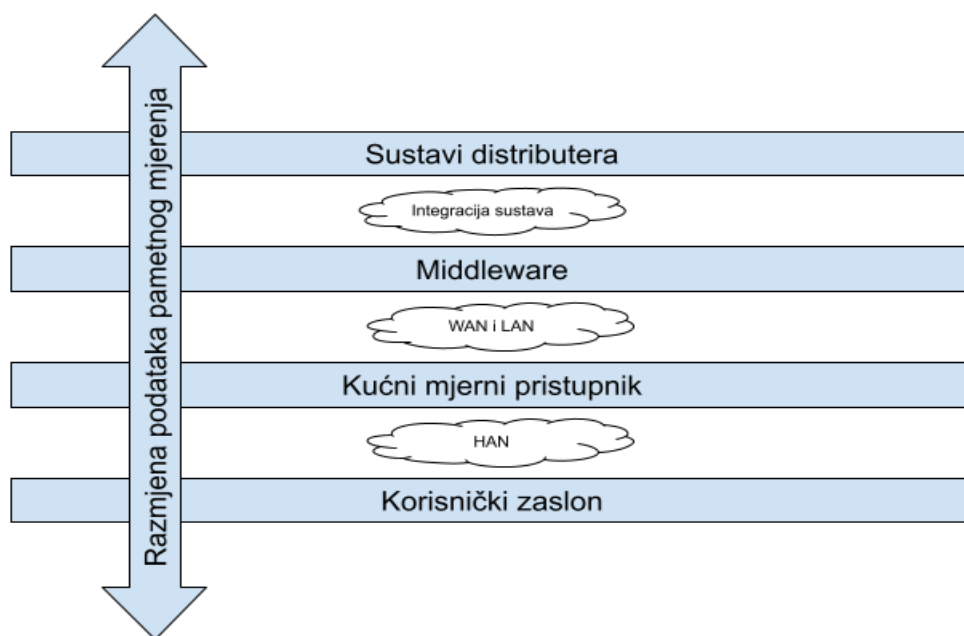 Razmjena podataka pametnog mjerenja
Sustavi distributera
Integracija sustava
Middleware
WAN i LAN
Kućni mjerni pristupnik
HAN
Korisnički zaslon